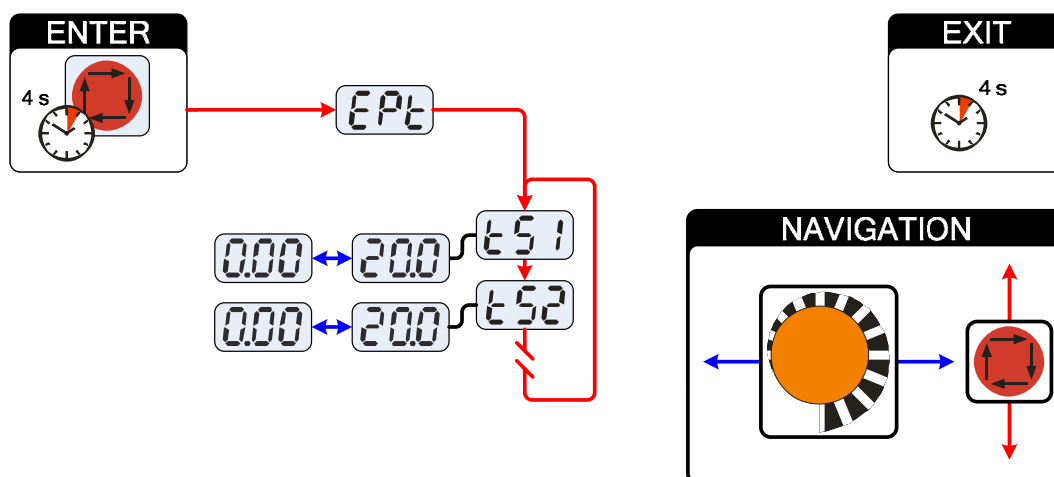 ENTER
4 s
EPt
EXIT
4 s
tS1
0.00
20.0
tS2
0.00
20.0
NAVIGATION